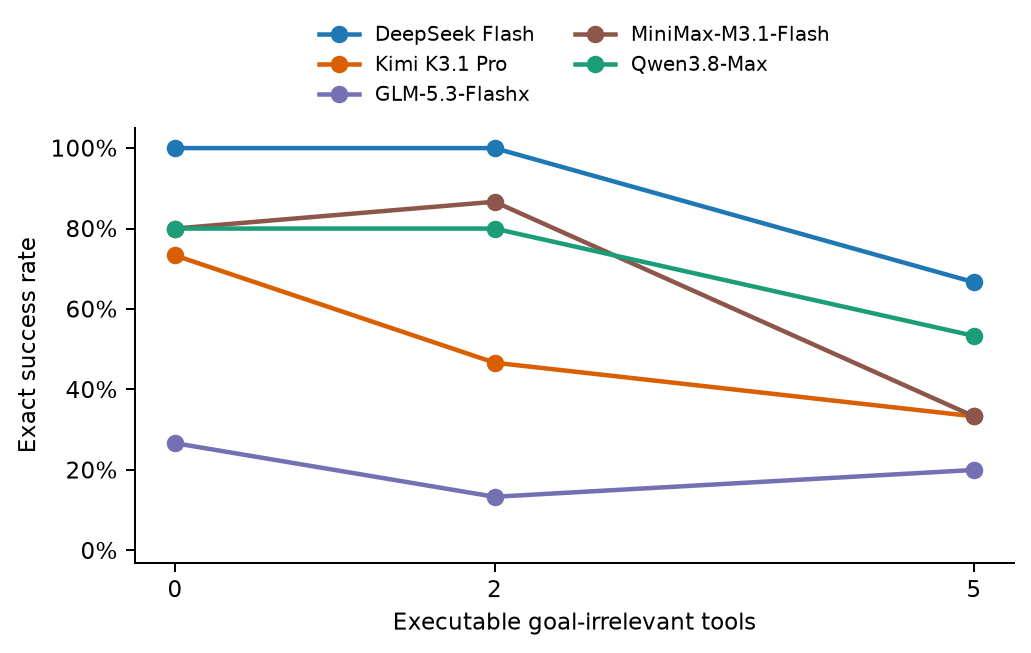 DeepSeek Flash
Kimi K3.1 Pro
GLM-5.3-Flashx
MiniMax-M3.1-Flash
Qwen3.8-Max
Exact success rate
100%
80%
60%
40%
20%
0%
0 2 5
Executable goal-irrelevant tools